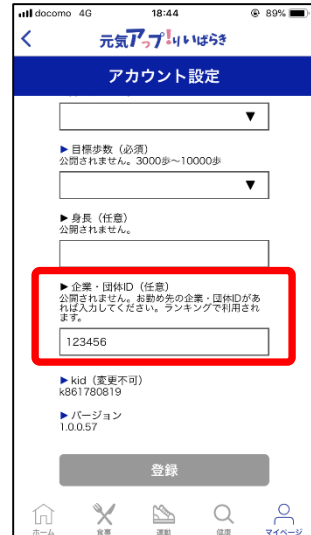 docomo 4G 18:44 89%
元気アっプ!りいばらき
アカウント設定
▼
▶ 目標歩数（必須）
公開されません。3000歩～10000歩
▼
▶ 身長（任意）
公開されません。
▶ 企業・団体ID（任意）
公開されません。お勤め先の企業・団体IDがあ
れば入力してください。ランキングで利用され
ます。
123456
▶ kid（変更不可）
k861780819
▶ バージョン
1.0.0.57
登録
ホーム 食事 運動 健康 マイページ